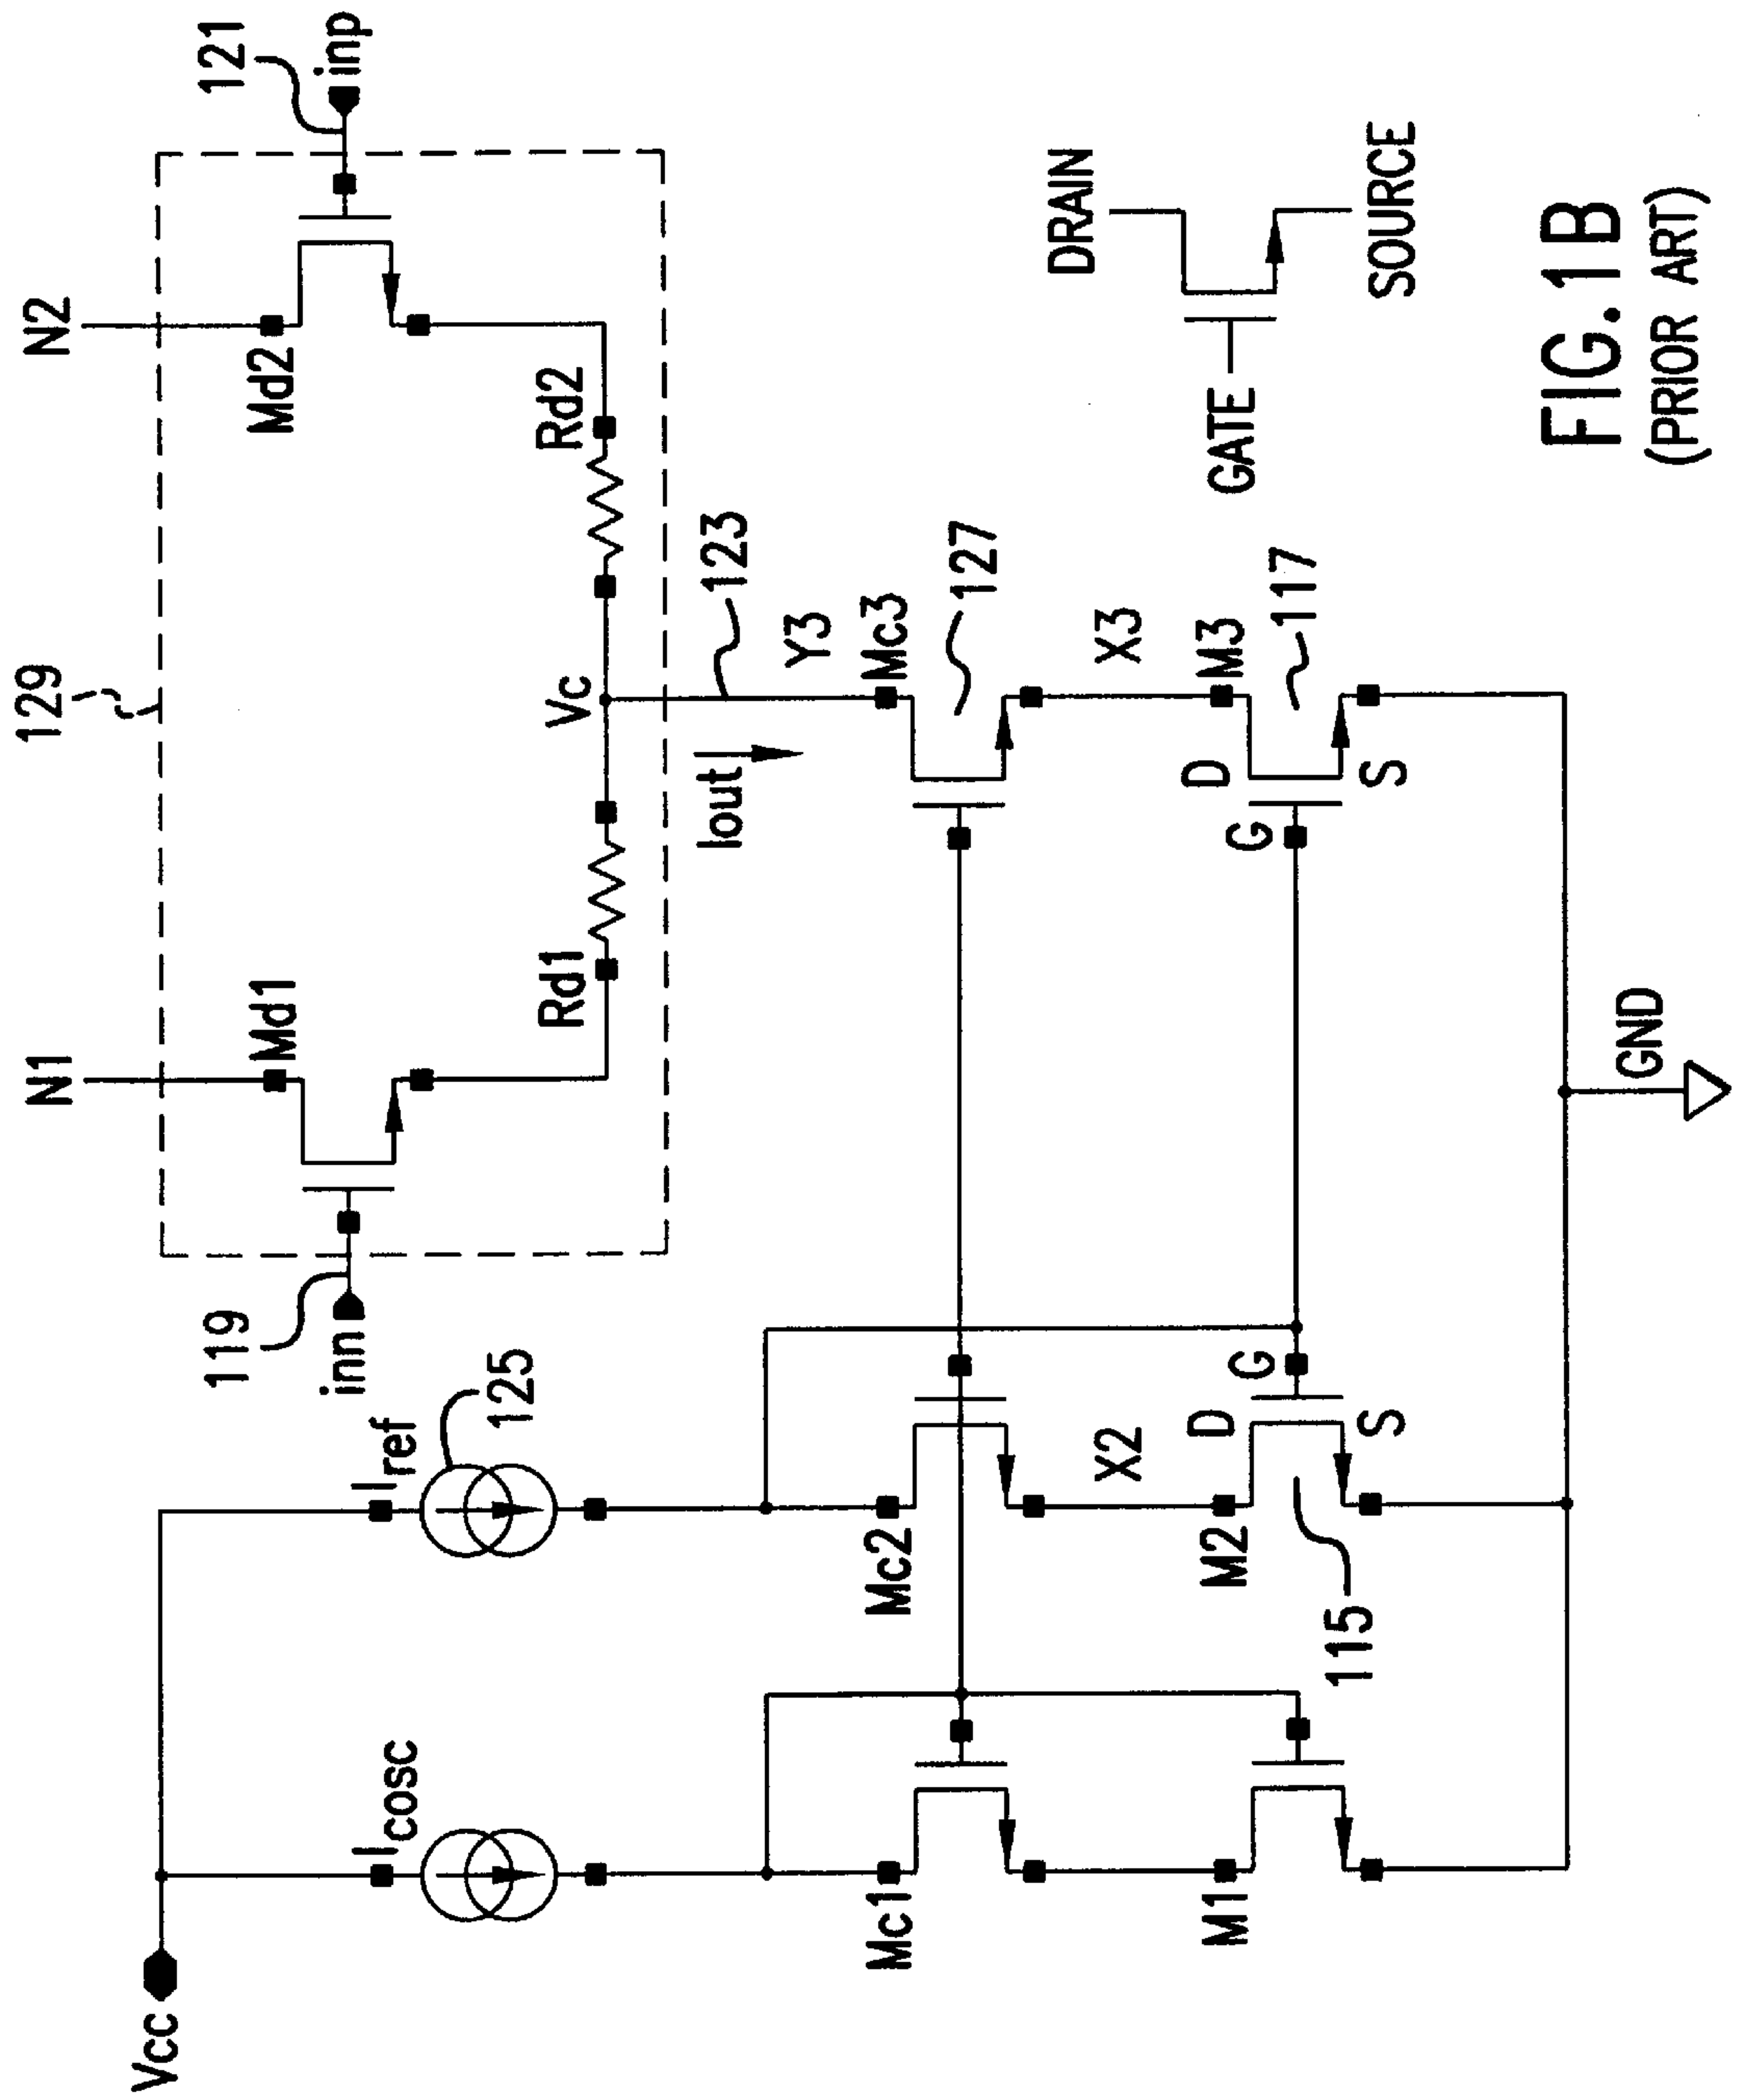 129
N1
N2
121
inp
Md1
Md2
119
inn
Rd1
Rd2
Vc
Vcc
Icosc
Iref
125
Iout
123
Y3
Mc1
Mc2
Mc3
127
X2
X3
M1
M2
M3
D
G
S
115
G
D
S
117
GND
DRAIN
GATE
SOURCE
FIG. 1B
(PRIOR ART)